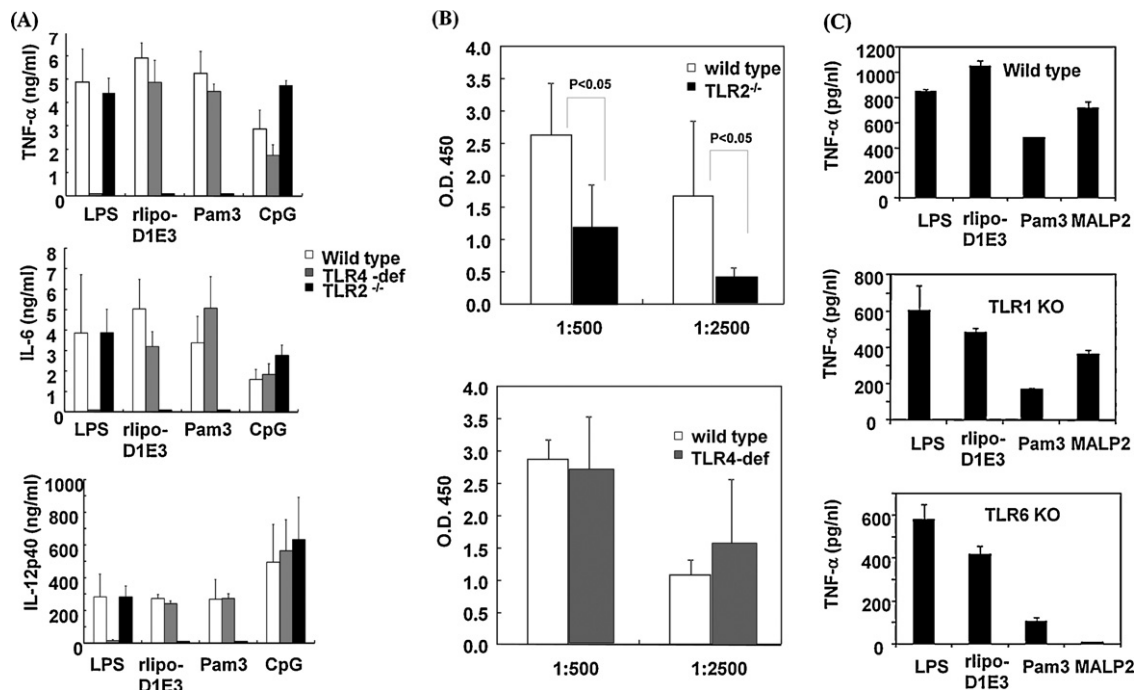 (A)
TNF-α (ng/ml)
7
6
5
4
3
2
1
0
LPS rlipo- Pam3 CpG
D1E3
Wild type
TLR4 -def
TLR2 -/-
IL-6 (ng/ml)
8
7
6
5
4
3
2
1
0
LPS rlipo- Pam3 CpG
D1E3
IL-12p40 (ng/ml)
1000
800
600
400
200
0
LPS rlipo- Pam3 CpG
D1E3
(B)
O.D. 450
4.0
3.5
3.0
2.5
2.0
1.5
1.0
0.5
0.0
wild type
TLR2-/-
P<0.05
P<0.05
1:500 1:2500
O.D. 450
4.0
3.5
3.0
2.5
2.0
1.5
1.0
0.5
0.0
wild type
TLR4-def
1:500 1:2500
(C)
TNF-α (pg/nl)
1200
1000
800
600
400
200
0
Wild type
LPS rlipo- Pam3 MALP2
D1E3
TNF-α (pg/nl)
800
600
400
200
0
TLR1 KO
LPS rlipo- Pam3 MALP2
D1E3
TNF-α (pg/nl)
600
400
200
0
TLR6 KO
LPS rlipo- Pam3 MALP2
D1E3